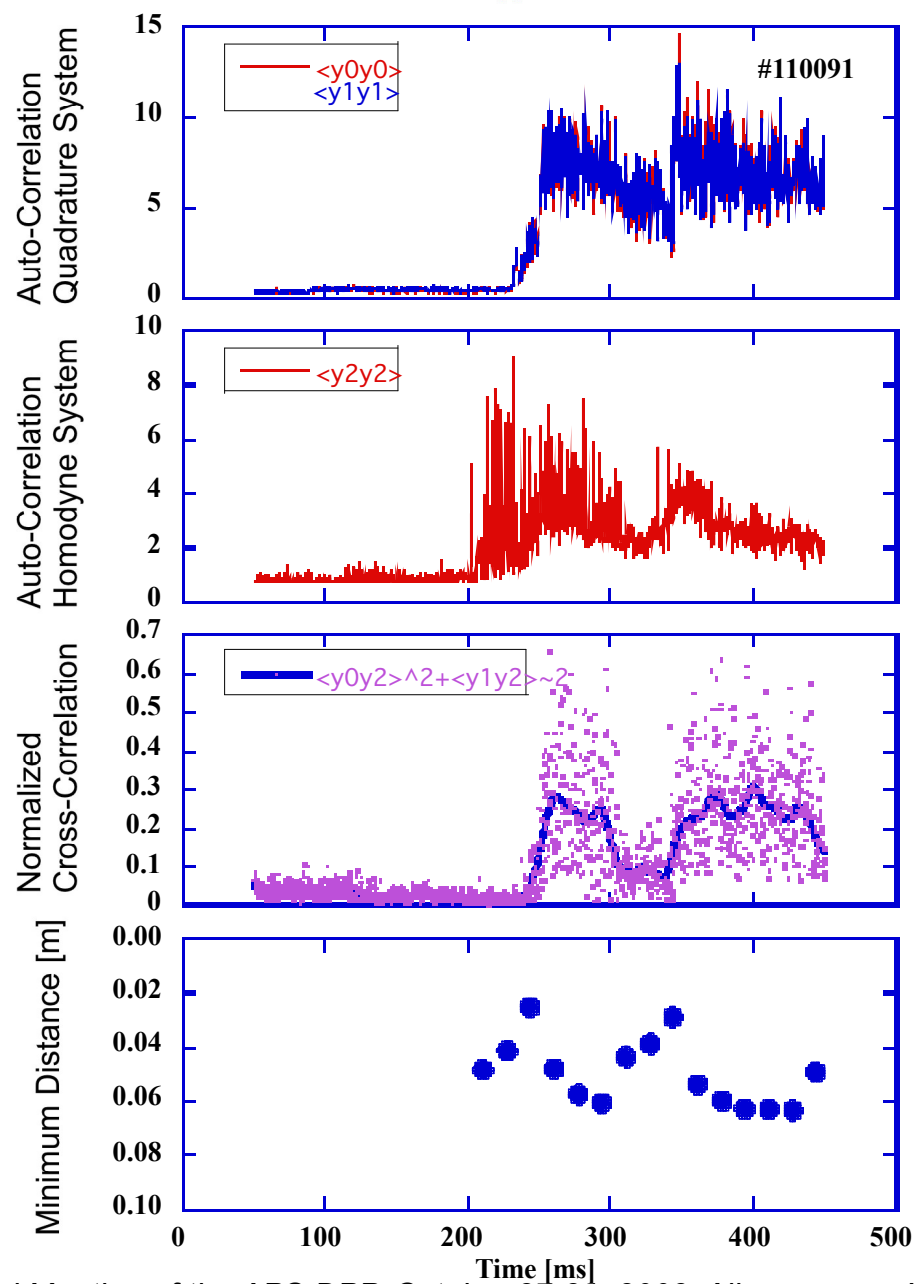 Auto-Correlation
Quadrature System
15
10
5
0
<y0y0>
<y1y1>
#110091
Auto-Correlation
Homodyne System
10
8
6
4
2
0
<y2y2>
Normalized
Cross-Correlation
0.7
0.6
0.5
0.4
0.3
0.2
0.1
0
<y0y2>^2+<y1y2>~2
Minimum Distance [m]
0.00
0.02
0.04
0.06
0.08
0.10
0 100 200 300 400 500
Time [ms]